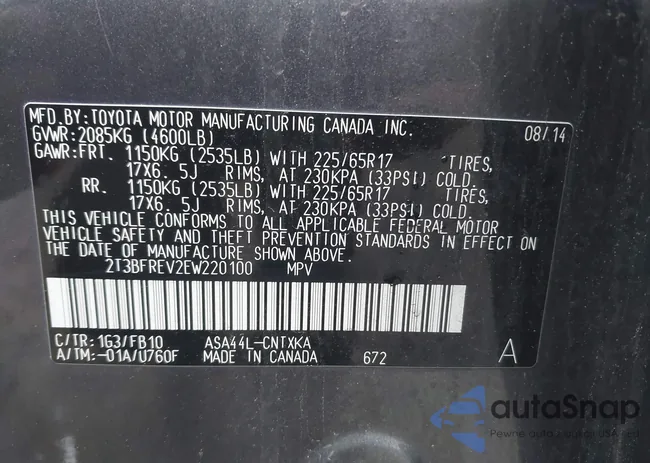 MFD.BY:TOYOTA MOTOR MANUFACTURING CANADA INC. 08/14
GVWR:2085KG (4600LB)
GAWR:FRT. 1150KG (2535LB) WITH 225/65R17 TIRES,
17X6. 5J RIMS, AT 230KPA (33PSI) COLD.
RR. 1150KG (2535LB) WITH 225/65R17 TIRES,
17X6. 5J RIMS, AT 230KPA (33PSI) COLD.
THIS VEHICLE CONFORMS TO ALL APPLICABLE FEDERAL MOTOR
VEHICLE SAFETY AND THEFT PREVENTION STANDARDS IN EFFECT ON
THE DATE OF MANUFACTURE SHOWN ABOVE.
2T3BFREV2EW220100 MPV
C/TR:1G3/FB10 ASA44L-CNTXKA
A/TM:-01A/U760F MADE IN CANADA 672 A
autoSnap